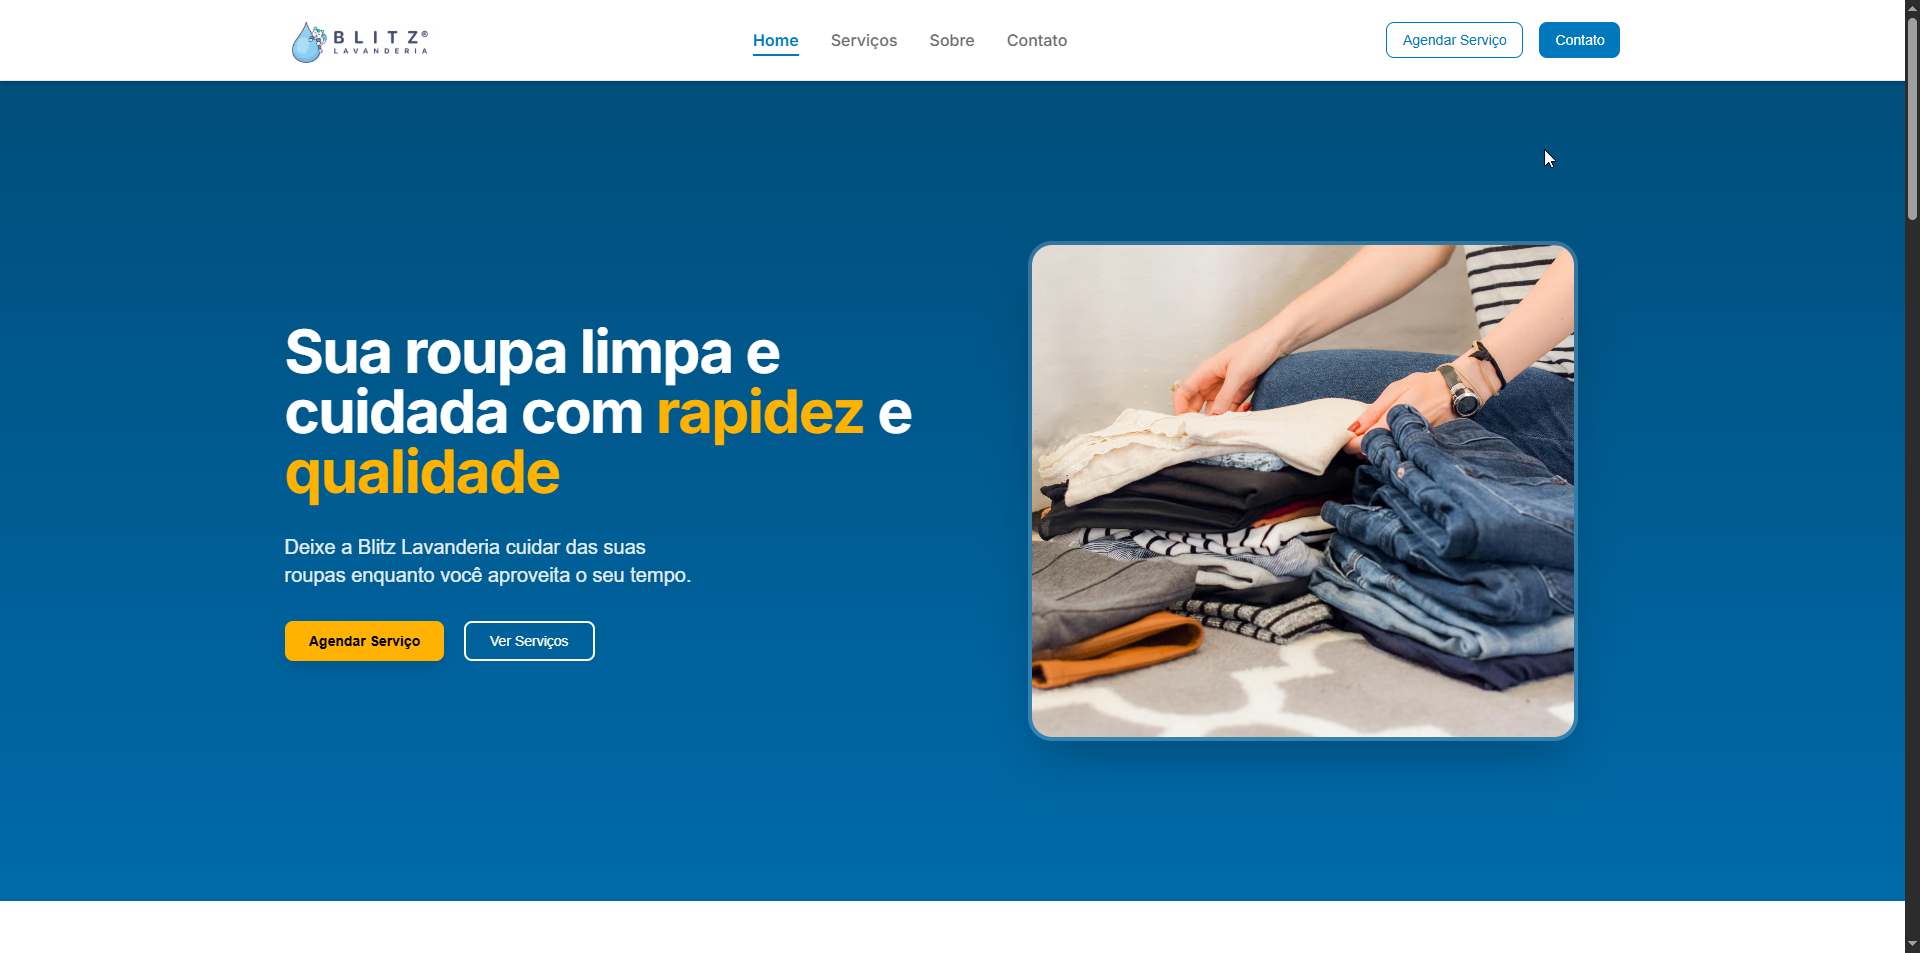 BLITZ®
LAVANDERIA
Home
Serviços
Sobre
Contato
Agendar Serviço
Contato
Sua roupa limpa e
cuidada com rapidez e
qualidade
Deixe a Blitz Lavanderia cuidar das suas
roupas enquanto você aproveita o seu tempo.
Agendar Serviço
Ver Serviços